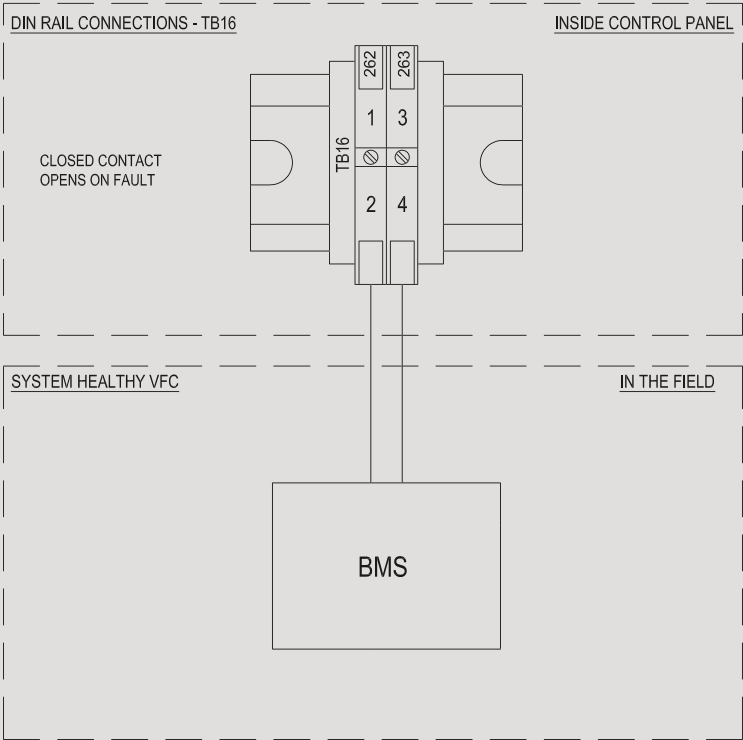 DIN RAIL CONNECTIONS - TB16
INSIDE CONTROL PANEL
262
263
1
3
TB16
CLOSED CONTACT
OPENS ON FAULT
2
4
SYSTEM HEALTHY VFC
IN THE FIELD
BMS